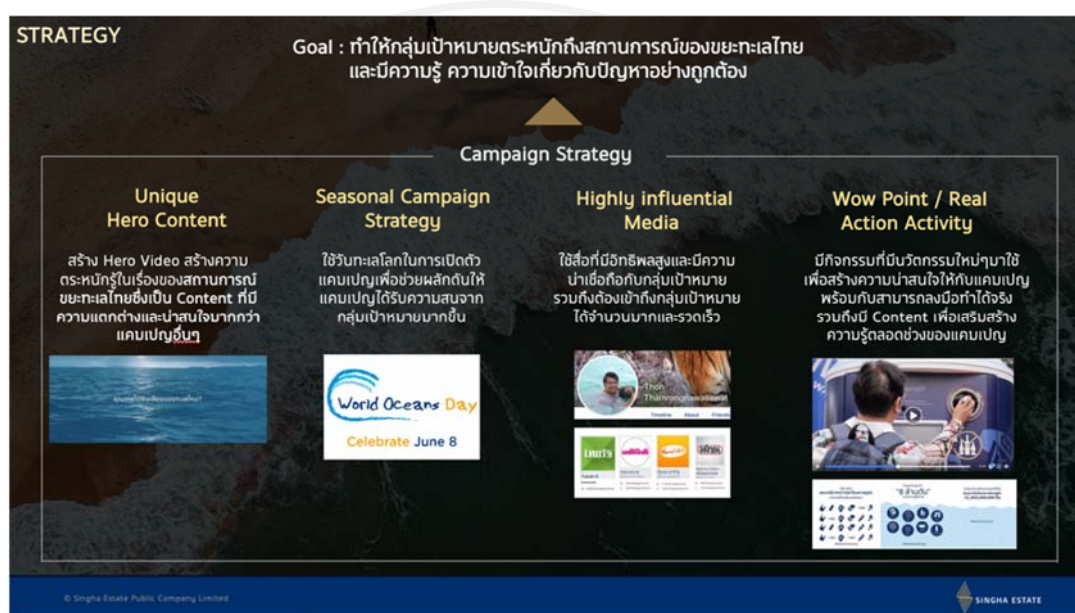 STRATEGY
Goal : ทำให้กลุ่มเป้าหมายตระหนักถึงสถานการณ์ของขยะทะเลไทย
และมีความรู้ ความเข้าใจเกี่ยวกับปัญหาอย่างถูกต้อง
Campaign Strategy
Unique
Hero Content
สร้าง Hero Video สร้างความ
ตระหนักรู้ในเรื่องของสถานการณ์
ขยะทะเลไทยซึ่งเป็น Content ที่มี
ความแตกต่างและน่าสนใจมากกว่า
แคมเปญอื่นๆ
Seasonal Campaign
Strategy
ใช้วันทะเลโลกในการเปิดตัว
แคมเปญเพื่อช่วยผลักดันให้
แคมเปญได้รับความสนจาก
กลุ่มเป้าหมายมากขึ้น
World Oceans Day
Celebrate June 8
Highly influential
Media
ใช้สื่อที่มีอิทธิพลสูงและมีความ
น่าเชื่อถือกับกลุ่มเป้าหมาย
รวมถึงต้องเข้าถึงกลุ่มเป้าหมาย
ได้จำนวนมากและรวดเร็ว
Thon
Thamrongnawasawat
Timeline About Friends
Wow Point / Real
Action Activity
มีกิจกรรมที่มีนวัตกรรมใหม่ๆมาใช้
เพื่อสร้างความน่าสนใจให้กับแคมเปญ
พร้อมกับสามารถลงมือทำได้จริง
รวมถึงมี Content เพื่อเสริมสร้าง
ความรู้ตลอดช่วงของแคมเปญ
© Singha Estate Public Company Limited
SINGHA ESTATE